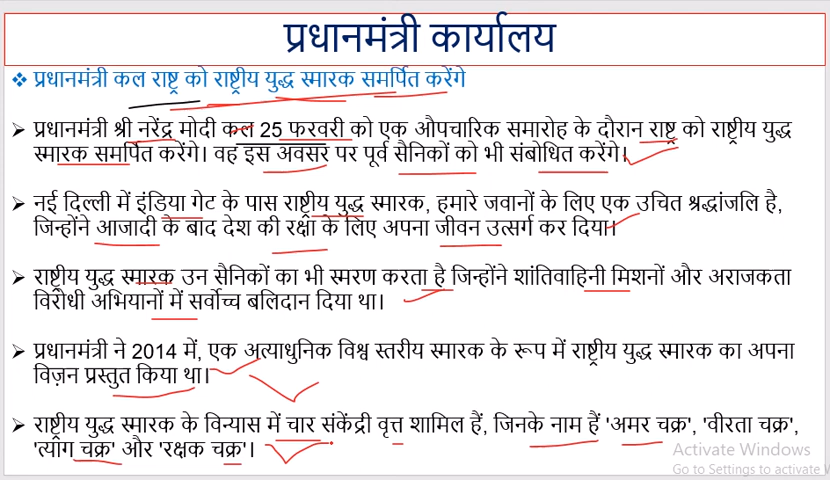 प्रधानमंत्री कार्यालय
❖ प्रधानमंत्री कल राष्ट्र को राष्ट्रीय युद्ध स्मारक समर्पित करेंगे
➢ प्रधानमंत्री श्री नरेंद्र मोदी कल 25 फरवरी को एक औपचारिक समारोह के दौरान राष्ट्र को राष्ट्रीय युद्ध
स्मारक समर्पित करेंगे। वह इस अवसर पर पूर्व सैनिकों को भी संबोधित करेंगे।
➢ नई दिल्ली में इंडिया गेट के पास राष्ट्रीय युद्ध स्मारक, हमारे जवानों के लिए एक उचित श्रद्धांजलि है,
जिन्होंने आजादी के बाद देश की रक्षा के लिए अपना जीवन उत्सर्ग कर दिया।
➢ राष्ट्रीय युद्ध स्मारक उन सैनिकों का भी स्मरण करता है जिन्होंने शांतिवाहिनी मिशनों और अराजकता
विरोधी अभियानों में सर्वोच्च बलिदान दिया था।
➢ प्रधानमंत्री ने 2014 में, एक अत्याधुनिक विश्व स्तरीय स्मारक के रूप में राष्ट्रीय युद्ध स्मारक का अपना
विज़न प्रस्तुत किया था।
➢ राष्ट्रीय युद्ध स्मारक के विन्यास में चार संकेंद्री वृत्त शामिल हैं, जिनके नाम हैं 'अमर चक्र', 'वीरता चक्र',
'त्याग चक्र' और 'रक्षक चक्र'।
Activate Windows
Go to Settings to activate W